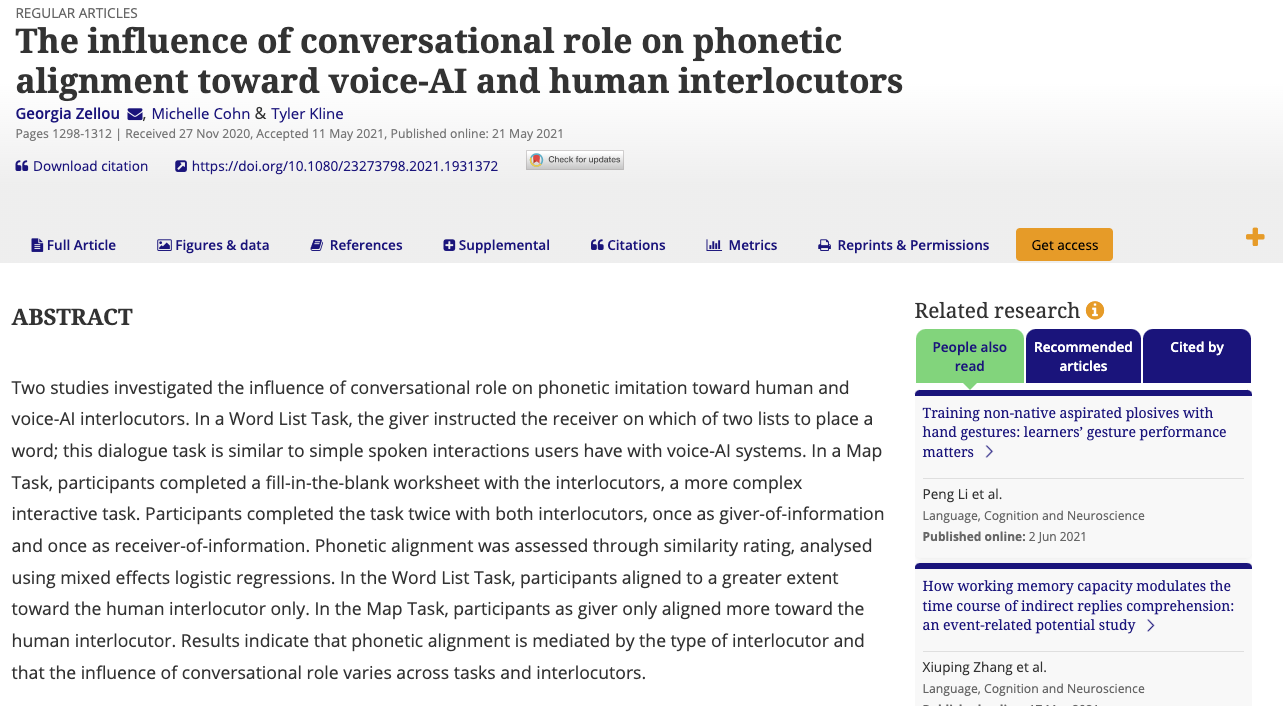 REGULAR ARTICLES
The influence of conversational role on phonetic
alignment toward voice-AI and human interlocutors
Georgia Zellou , Michelle Cohn & Tyler Kline
Pages 1298-1312 | Received 27 Nov 2020, Accepted 11 May 2021, Published online: 21 May 2021
Download citation https://doi.org/10.1080/23273798.2021.1931372 Check for updates
Full Article Figures & data References Supplemental Citations Metrics Reprints & Permissions Get access
ABSTRACT
Two studies investigated the influence of conversational role on phonetic imitation toward human and
voice-AI interlocutors. In a Word List Task, the giver instructed the receiver on which of two lists to place a
word; this dialogue task is similar to simple spoken interactions users have with voice-AI systems. In a Map
Task, participants completed a fill-in-the-blank worksheet with the interlocutors, a more complex
interactive task. Participants completed the task twice with both interlocutors, once as giver-of-information
and once as receiver-of-information. Phonetic alignment was assessed through similarity rating, analysed
using mixed effects logistic regressions. In the Word List Task, participants aligned to a greater extent
toward the human interlocutor only. In the Map Task, participants as giver only aligned more toward the
human interlocutor. Results indicate that phonetic alignment is mediated by the type of interlocutor and
that the influence of conversational role varies across tasks and interlocutors.
Related research
People also
read
Recommended
articles
Cited by
Training non-native aspirated plosives with
hand gestures: learners’ gesture performance
matters
Peng Li et al.
Language, Cognition and Neuroscience
Published online: 2 Jun 2021
How working memory capacity modulates the
time course of indirect replies comprehension:
an event-related potential study
Xiuping Zhang et al.
Language, Cognition and Neuroscience